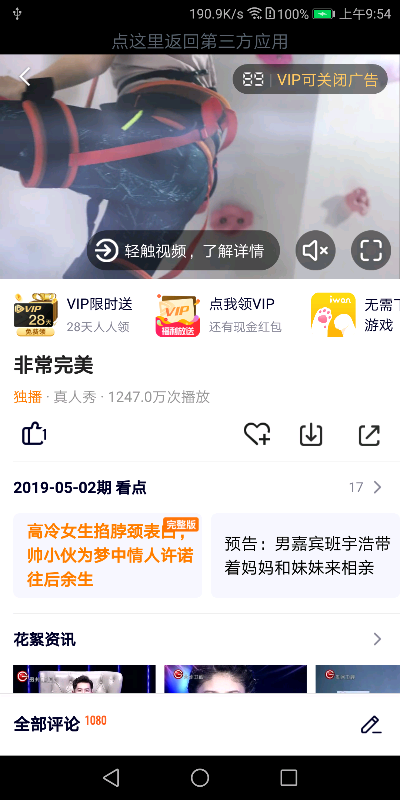 190.9K/s 100% 上午9:54
点这里返回第三方应用
89 | VIP可关闭广告
轻触视频，了解详情
VIP 28天 免费领
VIP限时送
28天人人领
VIP 福利放送
点我领VIP
还有现金红包
iwan
无需下
游戏
非常完美
独播 · 真人秀 · 1247.0万次播放
1
2019-05-02期 看点
17
高冷女生掐脖颈表白，
完整版
帅小伙为夢中情人许诺
往后余生
预告：男嘉宾班宇浩带
着妈妈和妹妹来相亲
花絮资讯
全部评论 1080